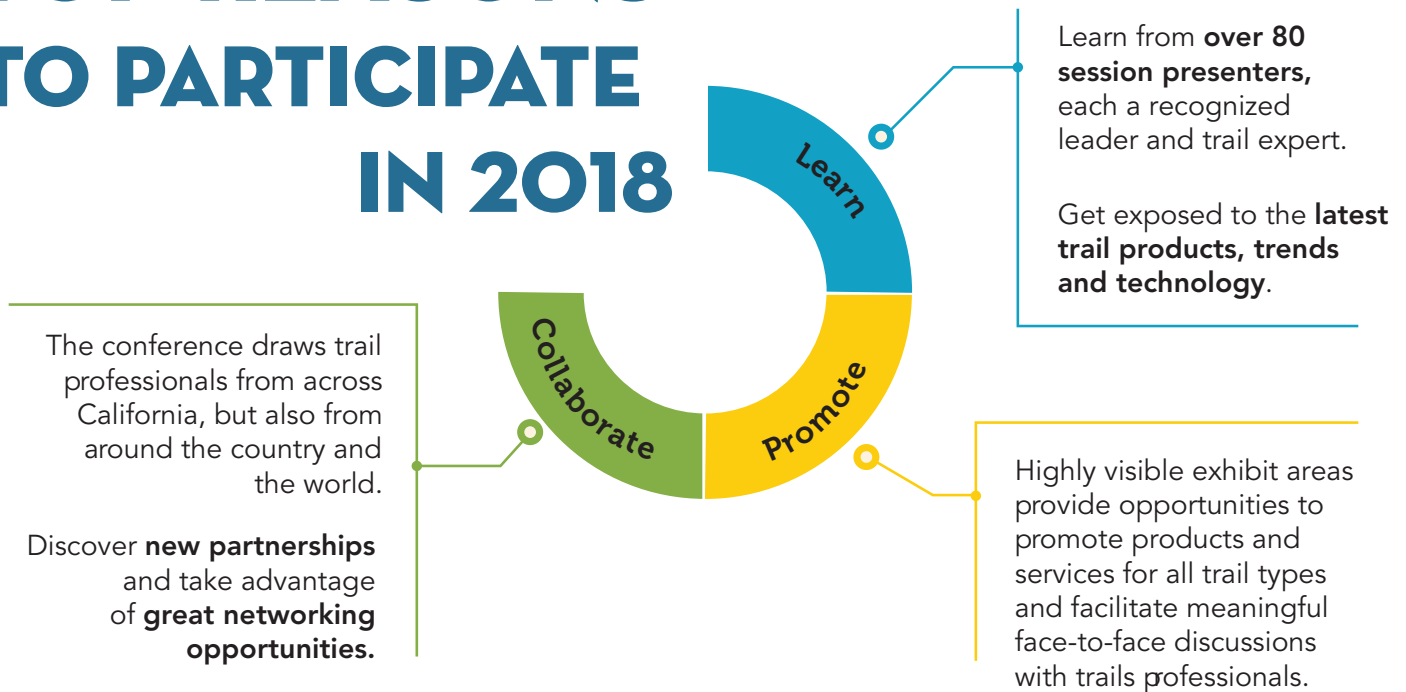 TOP REASONS
TO PARTICIPATE
IN 2018
Learn
Learn from over 80
session presenters,
each a recognized
leader and trail expert.
Get exposed to the latest
trail products, trends
and technology.
Promote
Highly visible exhibit areas
provide opportunities to
promote products and
services for all trail types
and facilitate meaningful
face-to-face discussions
with trails professionals.
Collaborate
The conference draws trail
professionals from across
California, but also from
around the country and
the world.
Discover new partnerships
and take advantage
of great networking
opportunities.